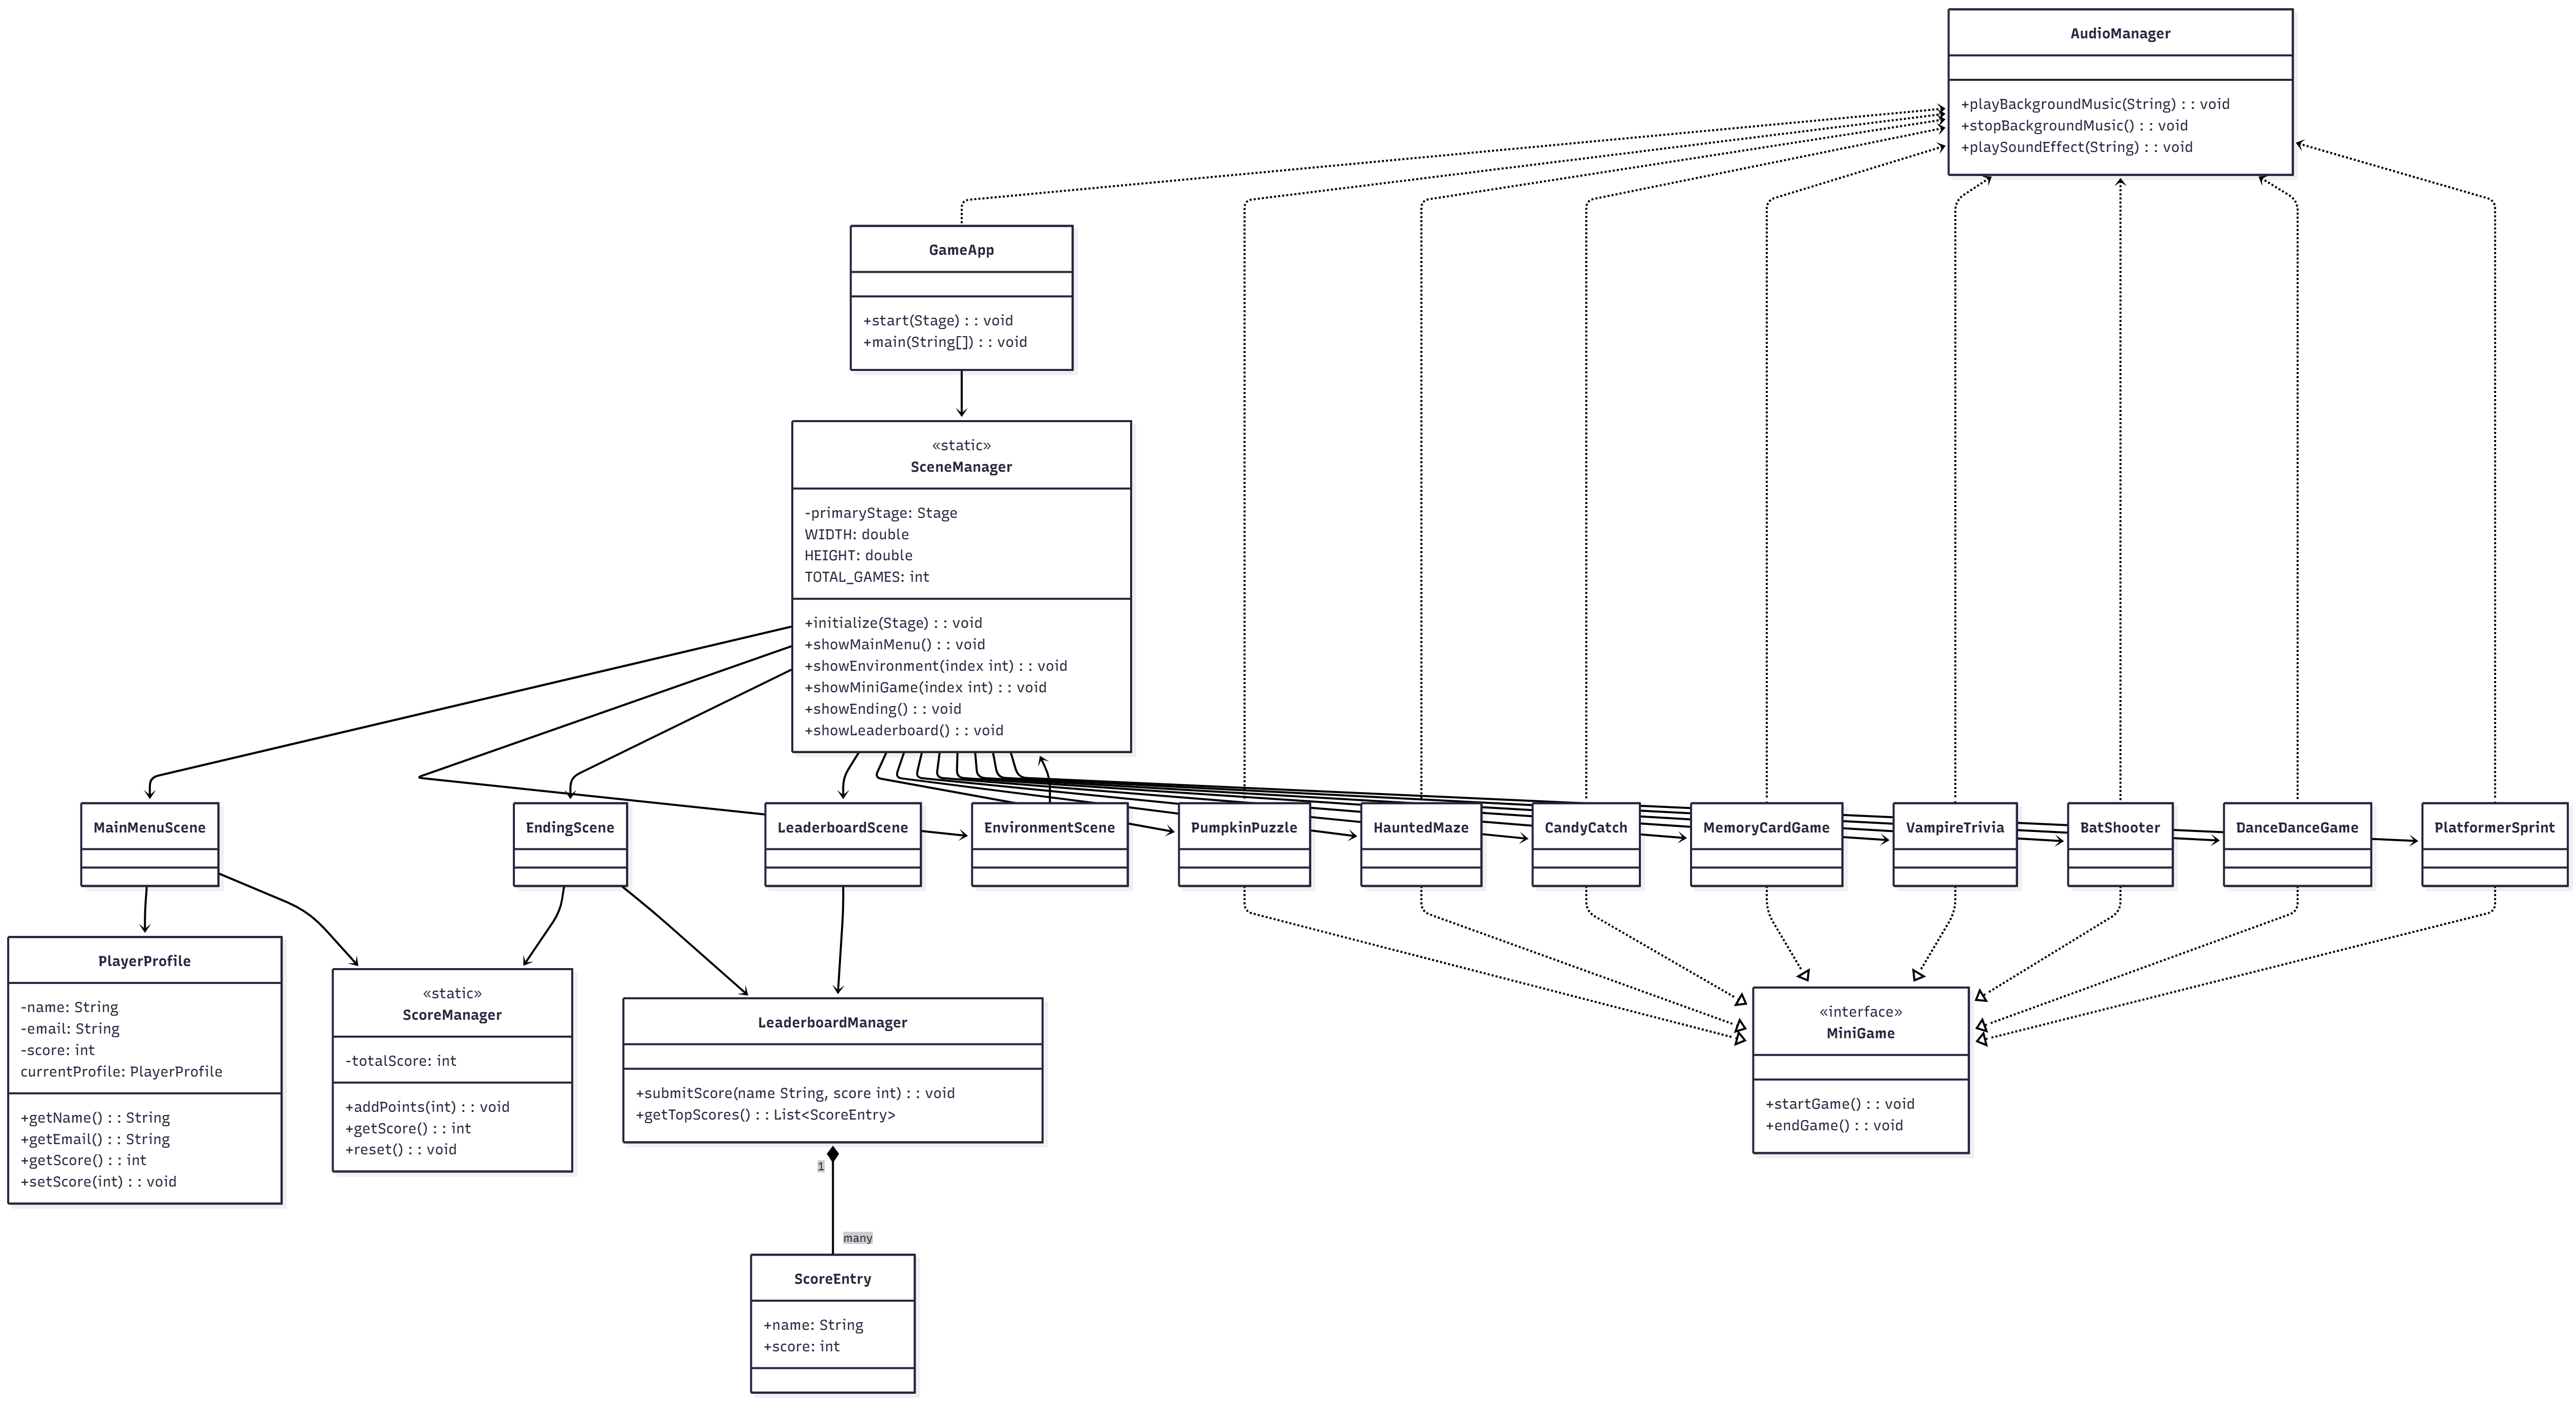 AudioManager
+playBackgroundMusic(String) : : void
+stopBackgroundMusic() : : void
+playSoundEffect(String) : : void
GameApp
+start(Stage) : : void
+main(String[]) : : void
«static»
SceneManager
-primaryStage: Stage
WIDTH: double
HEIGHT: double
TOTAL_GAMES: int
+initialize(Stage) : : void
+showMainMenu() : : void
+showEnvironment(index int) : : void
+showMiniGame(index int) : : void
+showEnding() : : void
+showLeaderboard() : : void
MainMenuScene
EndingScene
LeaderboardScene
EnvironmentScene
PumpkinPuzzle
HauntedMaze
CandyCatch
MemoryCardGame
VampireTrivia
BatShooter
DanceDanceGame
PlatformerSprint
PlayerProfile
-name: String
-email: String
-score: int
currentProfile: PlayerProfile
+getName() : : String
+getEmail() : : String
+getScore() : : int
+setScore(int) : : void
«static»
ScoreManager
-totalScore: int
+addPoints(int) : : void
+getScore() : : int
+reset() : : void
LeaderboardManager
+submitScore(name String, score int) : : void
+getTopScores() : : List<ScoreEntry>
«interface»
MiniGame
+startGame() : : void
+endGame() : : void
1
many
ScoreEntry
+name: String
+score: int